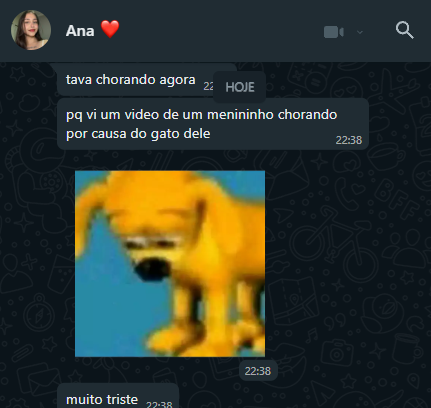 Ana ❤️
tava chorando agora
HOJE
pq vi um video de um menininho chorando
por causa do gato dele
22:38
22:38
muito triste 22:38